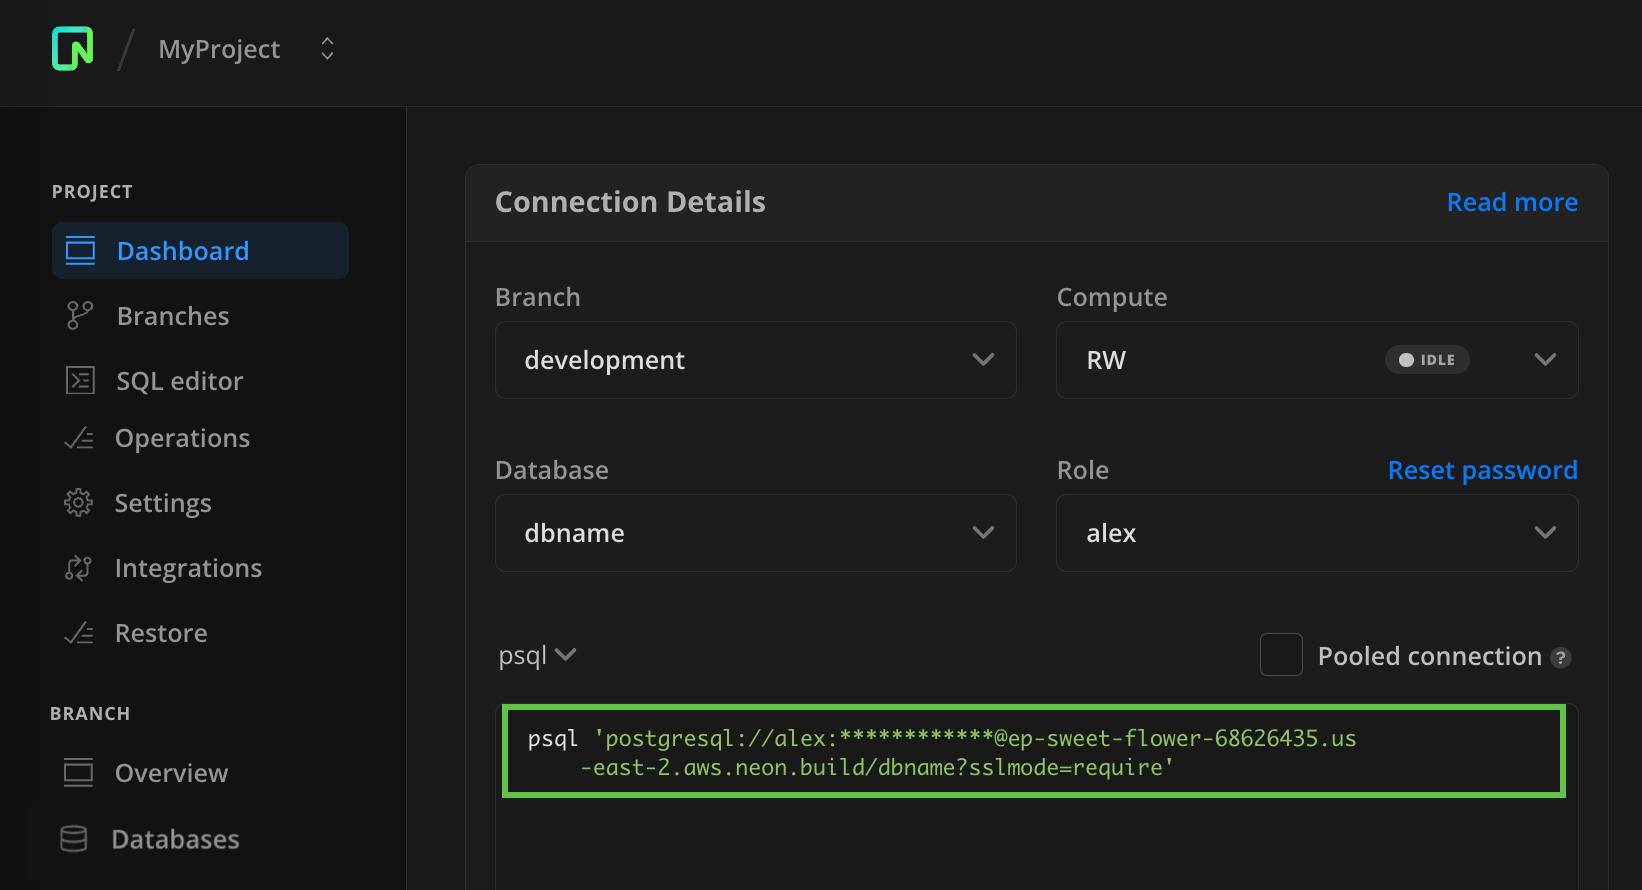 MyProject
PROJECT
Dashboard
Branches
SQL editor
Operations
Settings
Integrations
Restore
BRANCH
Overview
Databases
Connection Details
Read more
Branch
Compute
development
RW
IDLE
Database
Role
Reset password
dbname
alex
psql
Pooled connection ?
psql 'postgresql://alex:************@ep-sweet-flower-68626435.us
-east-2.aws.neon.build/dbname?sslmode=require'